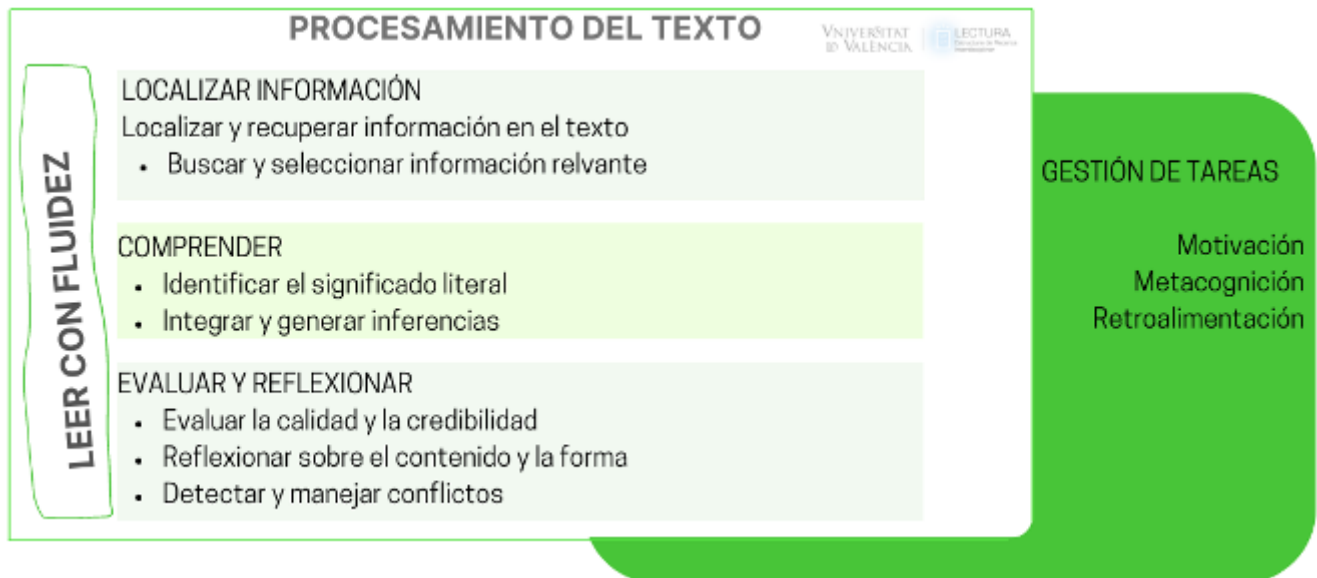 PROCESAMIENTO DEL TEXTO
VNIVERSITAT
ID VALÈNCIA
LECTURA
LEER CON FLUIDEZ
LOCALIZAR INFORMACIÓN
Localizar y recuperar información en el texto
• Buscar y seleccionar información relvante
COMPRENDER
• Identificar el significado literal
• Integrar y generar inferencias
EVALUAR Y REFLEXIONAR
• Evaluar la calidad y la credibilidad
• Reflexionar sobre el contenido y la forma
• Detectar y manejar conflictos
GESTIÓN DE TAREAS
Motivación
Metacognición
Retroalimentación